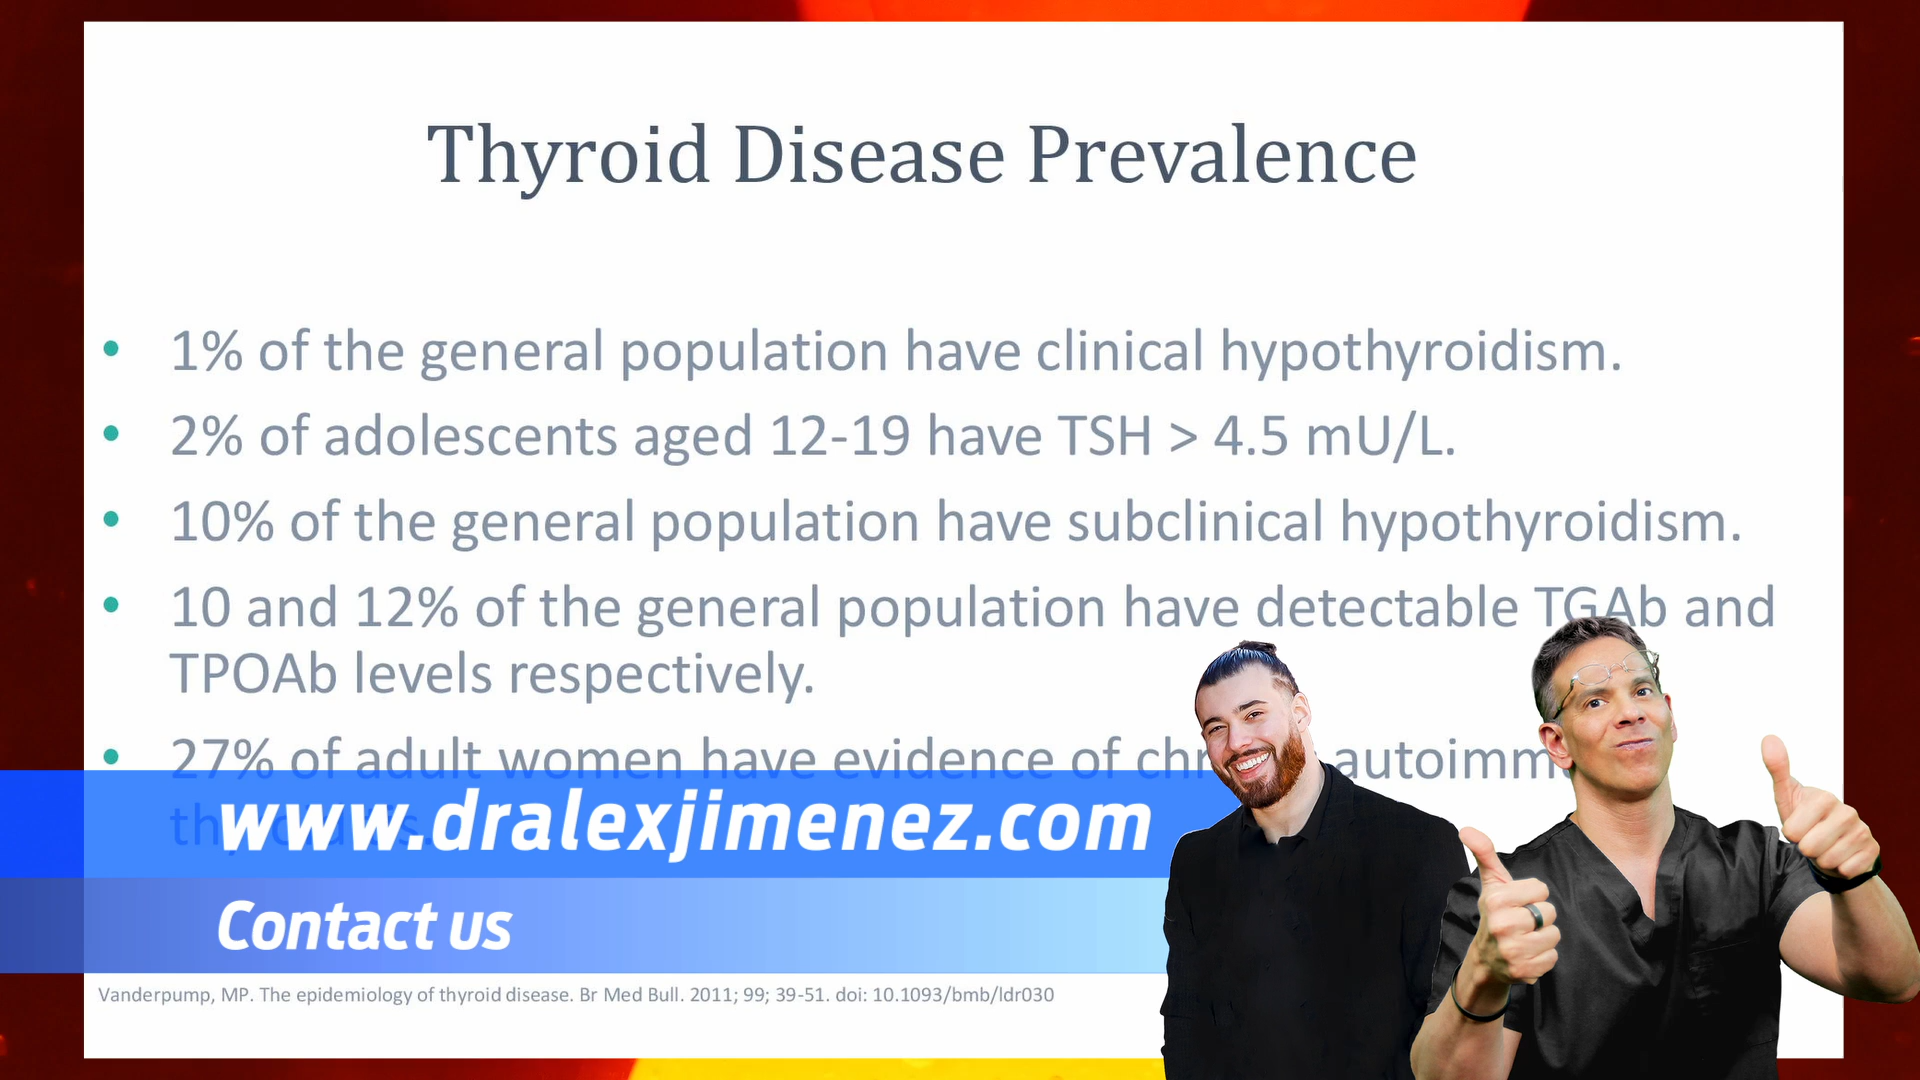 Thyroid Disease Prevalence
• 1% of the general population have clinical hypothyroidism.
• 2% of adolescents aged 12-19 have TSH > 4.5 mU/L.
• 10% of the general population have subclinical hypothyroidism.
• 10 and 12% of the general population have detectable TGAb and
TPOAb levels respectively.
• 27% of adult women have evidence of
www.dralexjimenez.com
Contact us
Vanderpump, MP. The epidemiology of thyroid disease. Br Med Bull. 2011; 99; 39-51. doi: 10.1093/bmb/ldr030